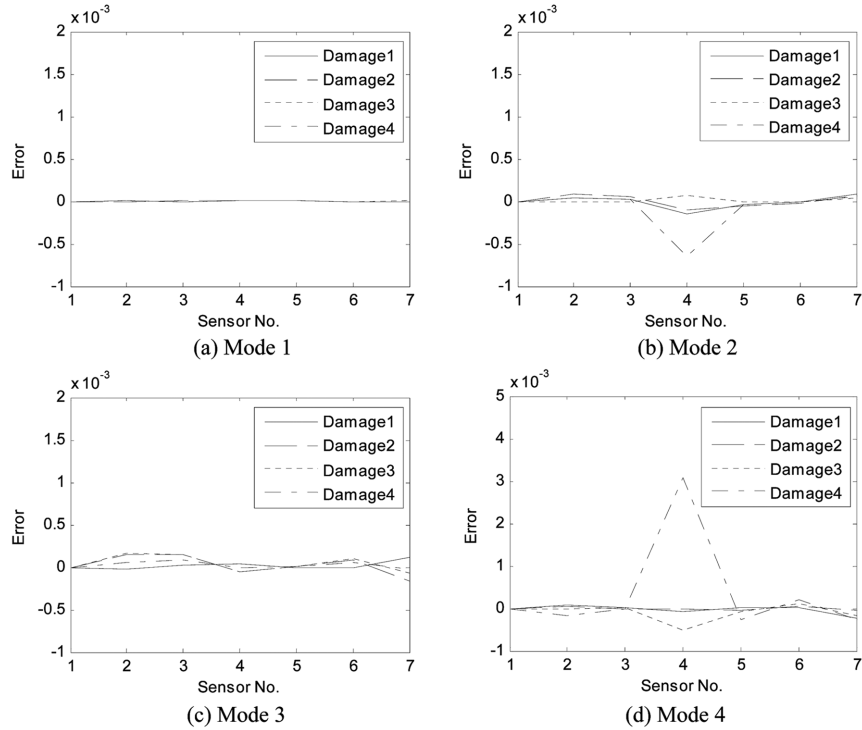 x 10-3
2
1.5
1
0.5
0
-0.5
-1
Error
Damage1
Damage2
Damage3
Damage4
1 2 3 4 5 6 7
Sensor No.
(a) Mode 1
x 10-3
2
1.5
1
0.5
0
-0.5
-1
Error
Damage1
Damage2
Damage3
Damage4
1 2 3 4 5 6 7
Sensor No.
(b) Mode 2
x 10-3
2
1.5
1
0.5
0
-0.5
-1
Error
Damage1
Damage2
Damage3
Damage4
1 2 3 4 5 6 7
Sensor No.
(c) Mode 3
x 10-3
5
4
3
2
1
0
-1
Error
Damage1
Damage2
Damage3
Damage4
1 2 3 4 5 6 7
Sensor No.
(d) Mode 4